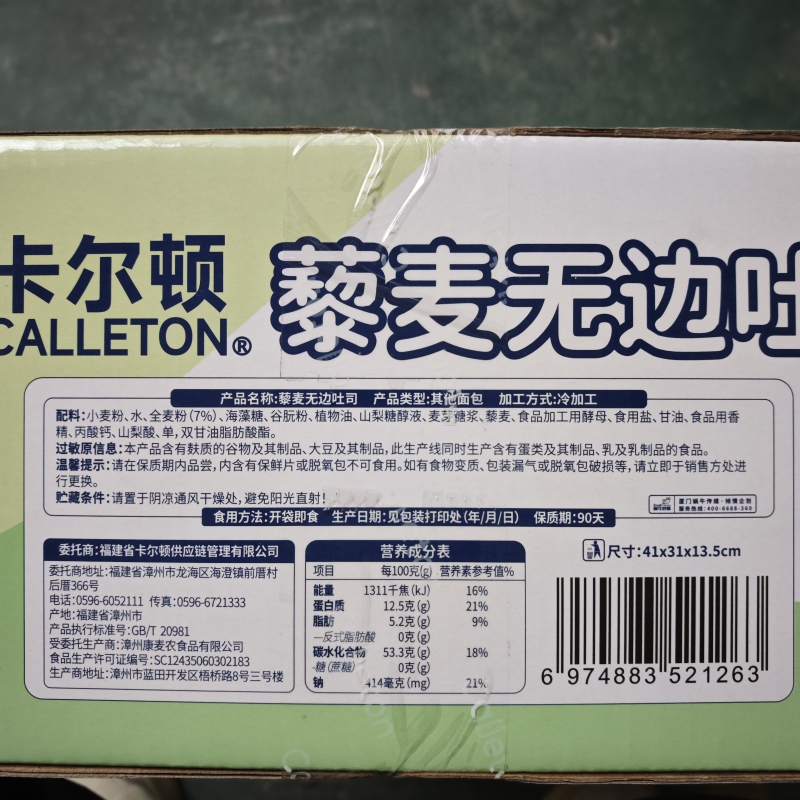 卡尔顿
CALLETON®
藜麦无边吐
产品名称:藜麦无边吐司 产品类型:其他面包 加工方式:冷加工
配料:小麦粉、水、全麦粉(7%)、海藻糖、谷朊粉、植物油、山梨糖醇液、麦芽糖浆、藜麦、食品加工用酵母、食用盐、甘油、食品用香
精、丙酸钙、山梨酸、单,双甘油脂肪酸酯。
过敏原信息:本产品含有麸质的谷物及其制品、大豆及其制品,此生产线同时生产含有蛋类及其制品、乳及乳制品的食品。
温馨提示:请在保质期内品尝,内含有保鲜片或脱氧包不可食用。如有食物变质、包装漏气或脱氧包破损等,请立即于销售方处进
行更换。
贮藏条件:请置于阴凉通风干燥处,避免阳光直射!
厦门蜗牛传媒·倾情企划
服务热线:400-6688-360
食用方法:开袋即食 生产日期:见包装打印处(年/月/日) 保质期:90天
委托商:福建省卡尔顿供应链管理有限公司
委托商地址:福建省漳州市龙海区海澄镇前厝村
后厝366号
电话:0596-6052111 传真:0596-6721333
产地:福建省漳州市
产品执行标准号:GB/T 20981
受委托生产商:漳州康麦农食品有限公司
食品生产许可证编号:SC12435060302183
生产商地址:漳州市蓝田开发区梧桥路8号三号楼
营养成分表
项目 每100克(g) 营养素参考值%
能量 1311千焦(kJ) 16%
蛋白质 12.5克(g) 21%
脂肪 5.2克(g) 9%
—反式脂肪酸 0克(g)
碳水化合物 53.3克(g) 18%
-糖(蔗糖) 0克(g)
钠 414毫克(mg) 21%
尺寸:41x31x13.5cm
6 974883 521263